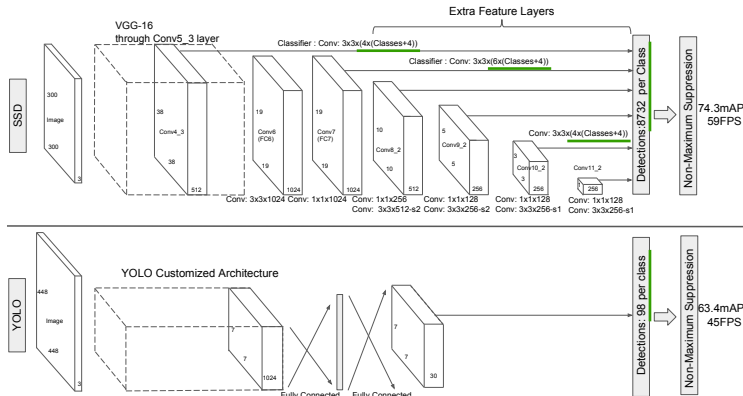 Extra Feature Layers
VGG-16
through Conv5_3 layer
Classifier : Conv: 3x3x(4x(Classes+4))
Classifier : Conv: 3x3x(6x(Classes+4))
SSD
300
Image
300
3
38
Conv4_3
38
512
19
Conv6
(FC6)
19
1024
19
Conv7
(FC7)
19
1024
10
Conv8_2
10
512
5
Conv9_2
5
256
Conv: 3x3x(4x(Classes+4))
3
Conv10_2
3
256
Conv11_2
1
256
Conv: 3x3x1024
Conv: 1x1x1024
Conv: 1x1x256
Conv: 3x3x512-s2
Conv: 1x1x128
Conv: 3x3x256-s2
Conv: 1x1x128
Conv: 3x3x256-s1
Conv: 1x1x128
Conv: 3x3x256-s1
Detections:8732 per Class
Non-Maximum Suppression
74.3mAP
59FPS
YOLO
448
Image
448
3
YOLO Customized Architecture
7
7
1024
Fully Connected
7
7
30
Fully Connected
Detections: 98 per class
Non-Maximum Suppression
63.4mAP
45FPS